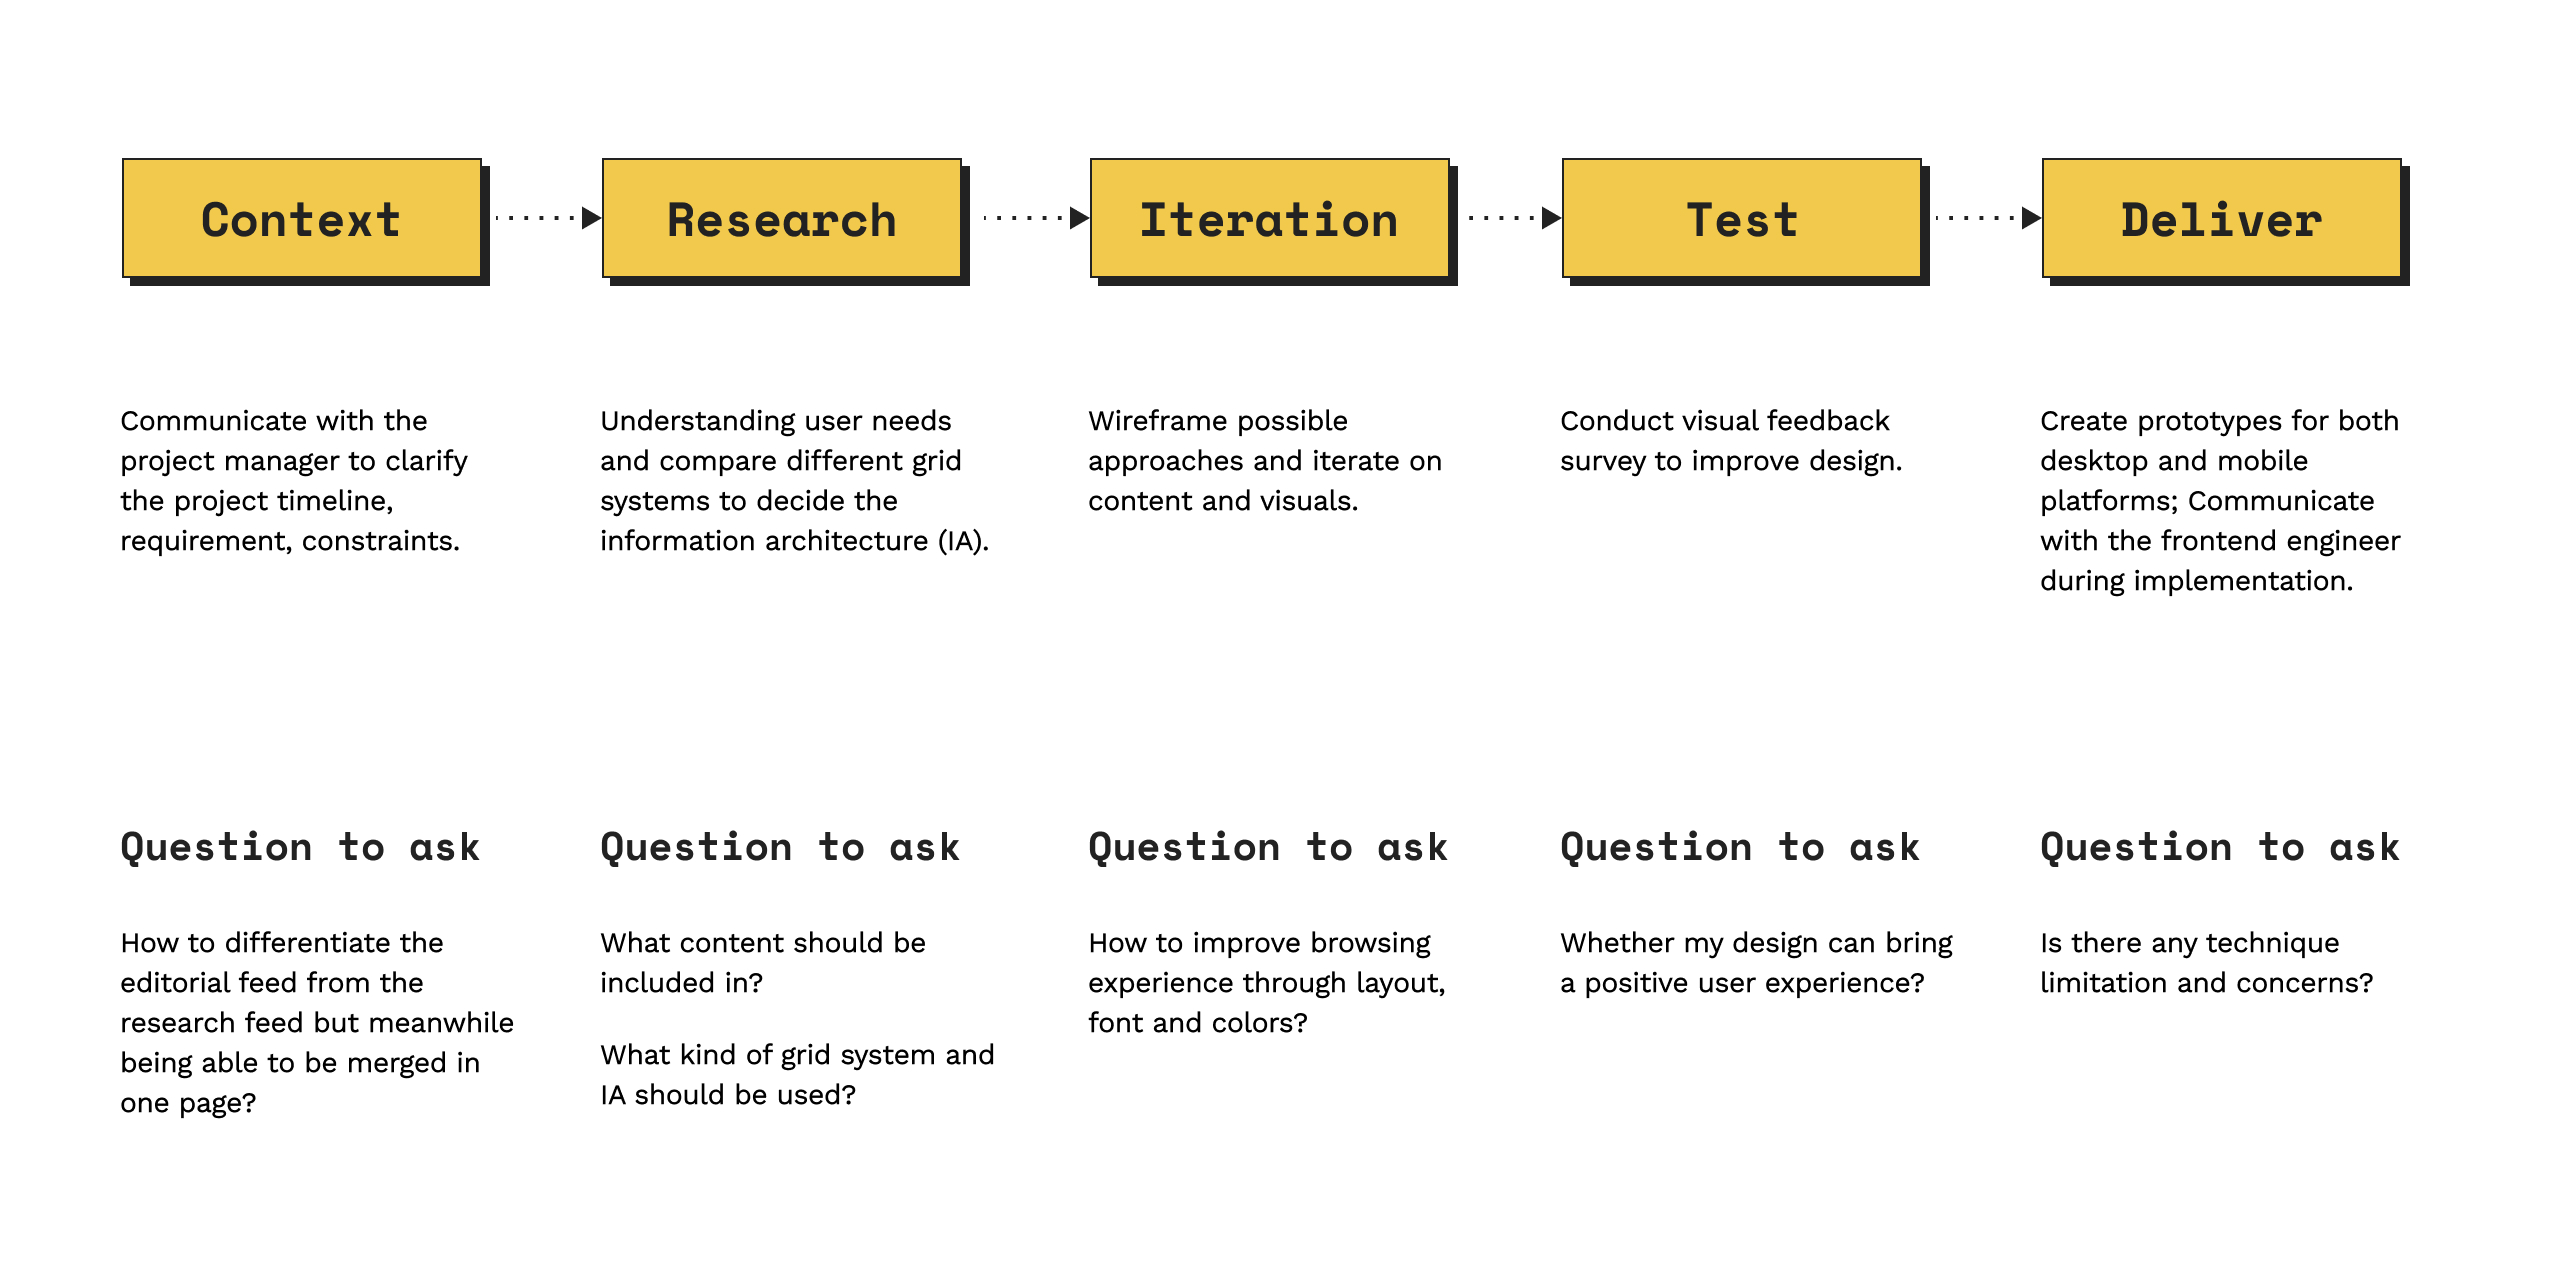 Context
Research
Iteration
Test
Deliver
Communicate with the
project manager to clarify
the project timeline,
requirement, constraints.
Understanding user needs
and compare different grid
systems to decide the
information architecture (IA).
Wireframe possible
approaches and iterate on
content and visuals.
Conduct visual feedback
survey to improve design.
Create prototypes for both
desktop and mobile
platforms; Communicate
with the frontend engineer
during implementation.
Question to ask
How to differentiate the
editorial feed from the
research feed but meanwhile
being able to be merged in
one page?
Question to ask
What content should be
included in?
What kind of grid system and
IA should be used?
Question to ask
How to improve browsing
experience through layout,
font and colors?
Question to ask
Whether my design can bring
a positive user experience?
Question to ask
Is there any technique
limitation and concerns?